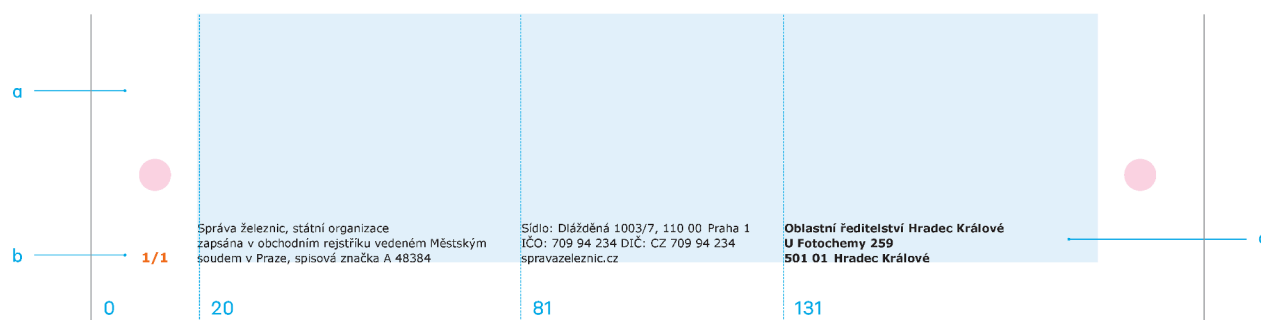 a
Správa železnic, státní organizace
zapsána v obchodním rejstříku vedeném Městským
soudem v Praze, spisová značka A 48384
Sídlo: Dlážděná 1003/7, 110 00 Praha 1
IČO: 709 94 234 DIČ: CZ 709 94 234
spravazeleznic.cz
Oblastní ředitelství Hradec Králové
U Fotochemy 259
501 01 Hradec Králové
b
1/1
0
20
81
131